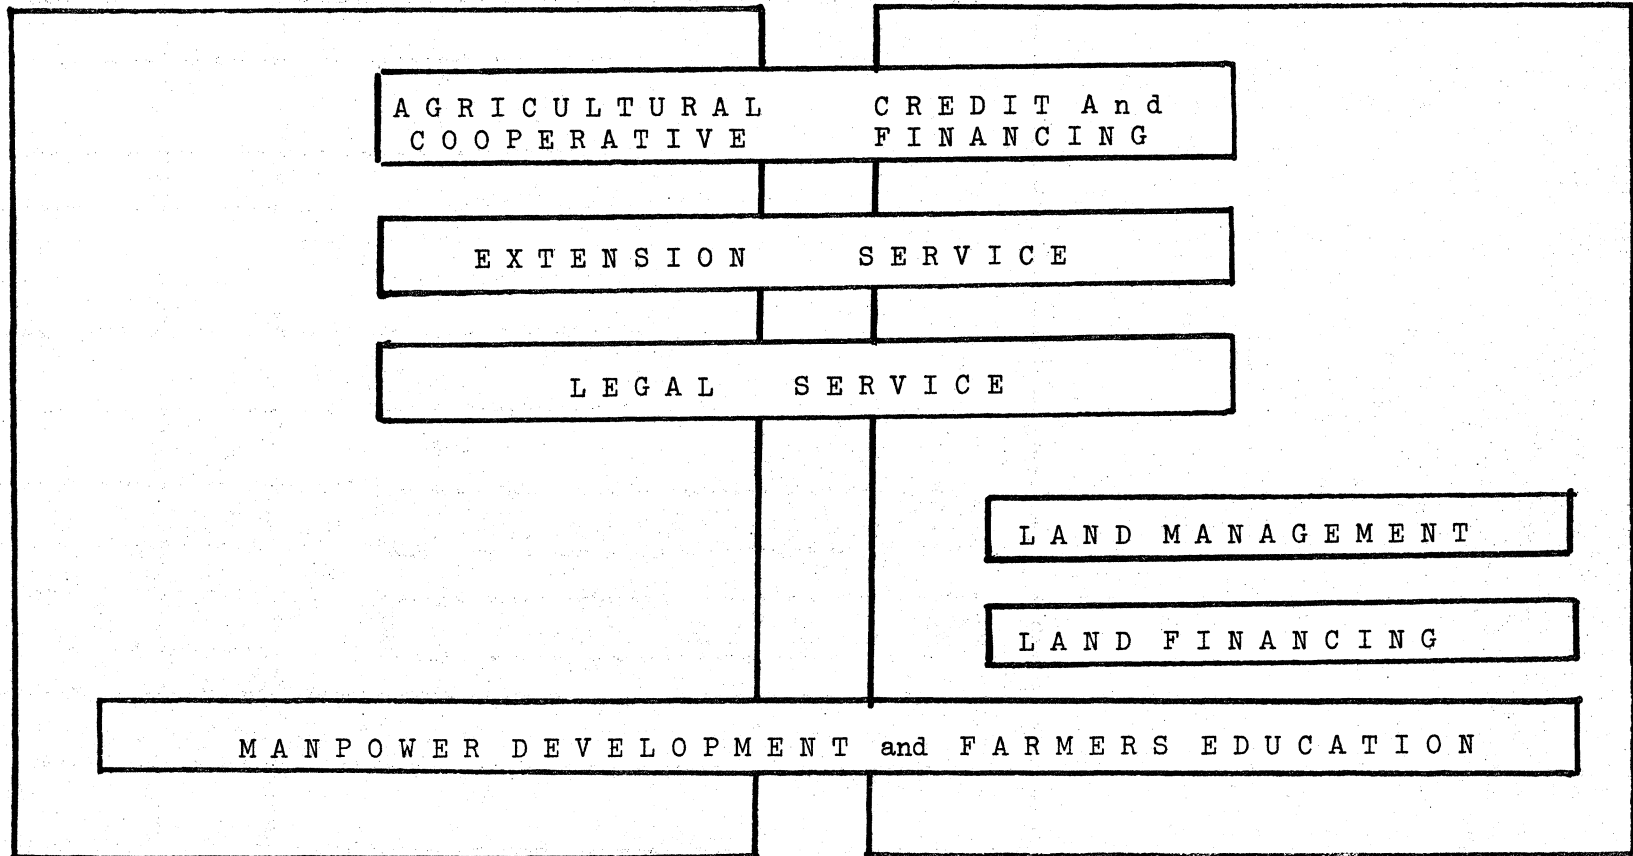 AGRICULTURAL CREDIT And
COOPERATIVE FINANCING
EXTENSION SERVICE
LEGAL SERVICE
LAND MANAGEMENT
LAND FINANCING
MANPOWER DEVELOPMENT and FARMERS EDUCATION